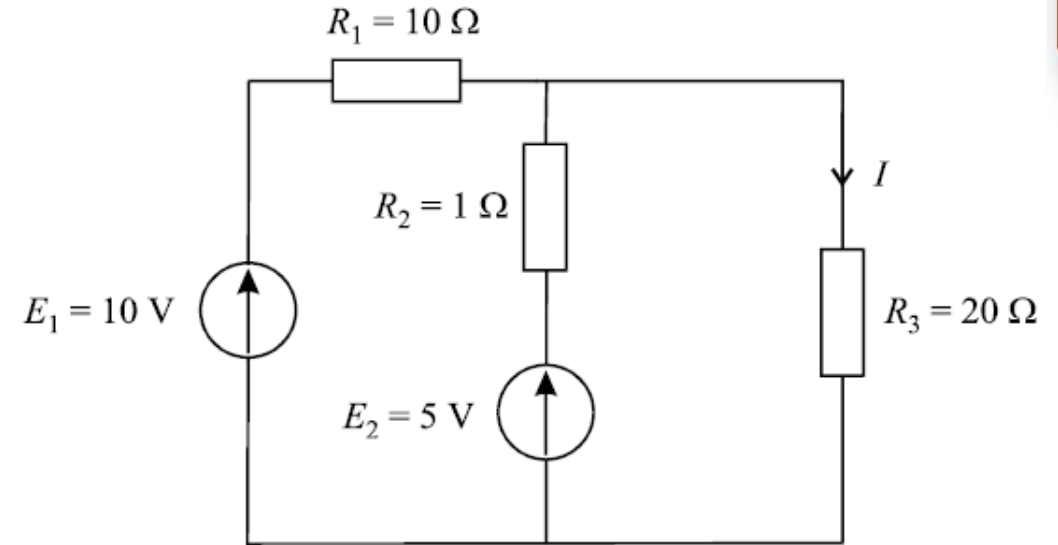 R₁ = 10 Ω
R₂ = 1 Ω
I
E₁ = 10 V
R₃ = 20 Ω
E₂ = 5 V